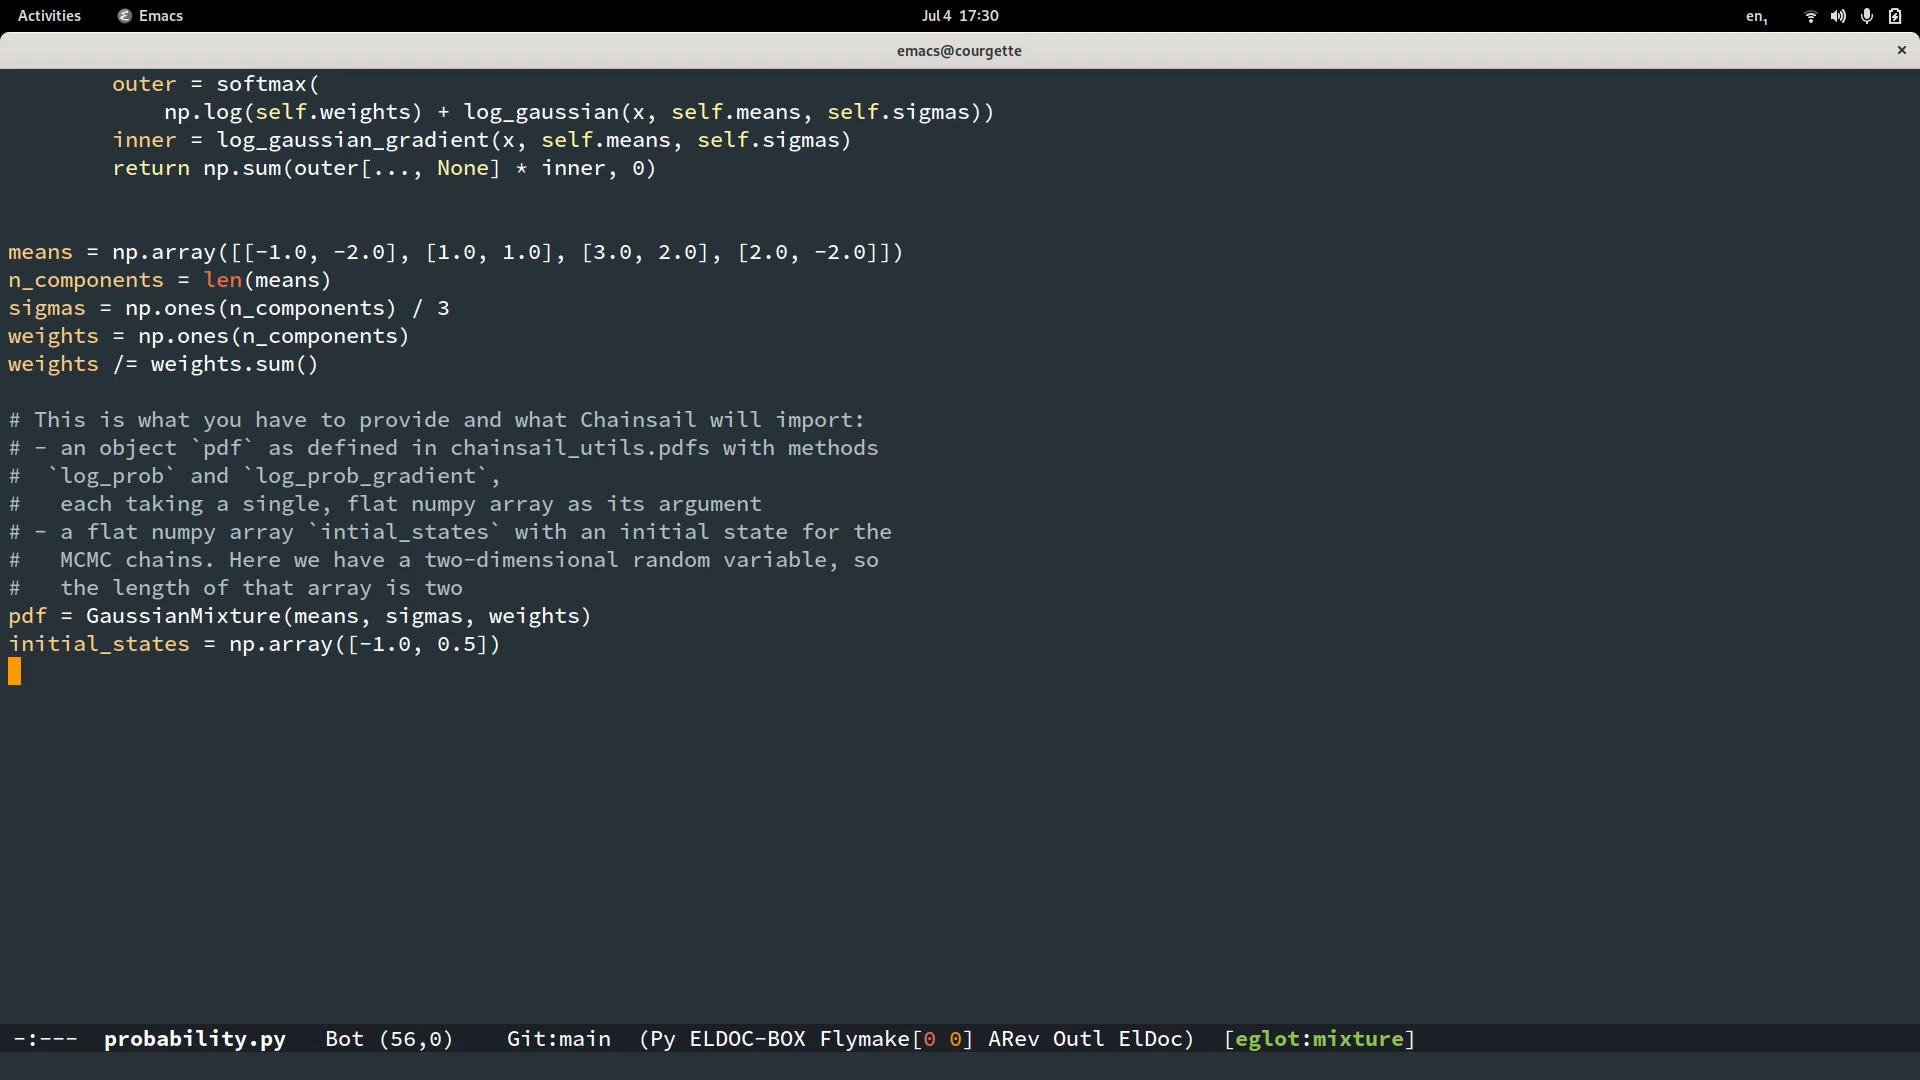 Activities Emacs Jul 4 17:30 en1
emacs@courgette ×
outer = softmax(
np.log(self.weights) + log_gaussian(x, self.means, self.sigmas))
inner = log_gaussian_gradient(x, self.means, self.sigmas)
return np.sum(outer[..., None] * inner, 0)
means = np.array([[-1.0, -2.0], [1.0, 1.0], [3.0, 2.0], [2.0, -2.0]])
n_components = len(means)
sigmas = np.ones(n_components) / 3
weights = np.ones(n_components)
weights /= weights.sum()
# This is what you have to provide and what Chainsail will import:
# - an object `pdf` as defined in chainsail_utils.pdfs with methods
#  `log_prob` and `log_prob_gradient`,
#   each taking a single, flat numpy array as its argument
# - a flat numpy array `intial_states` with an initial state for the
#   MCMC chains. Here we have a two-dimensional random variable, so
#   the length of that array is two
pdf = GaussianMixture(means, sigmas, weights)
initial_states = np.array([-1.0, 0.5])
-:--- probability.py Bot (56,0) Git:main (Py ELDOC-BOX Flymake[0 0] ARev Outl ElDoc) [eglot:mixture]